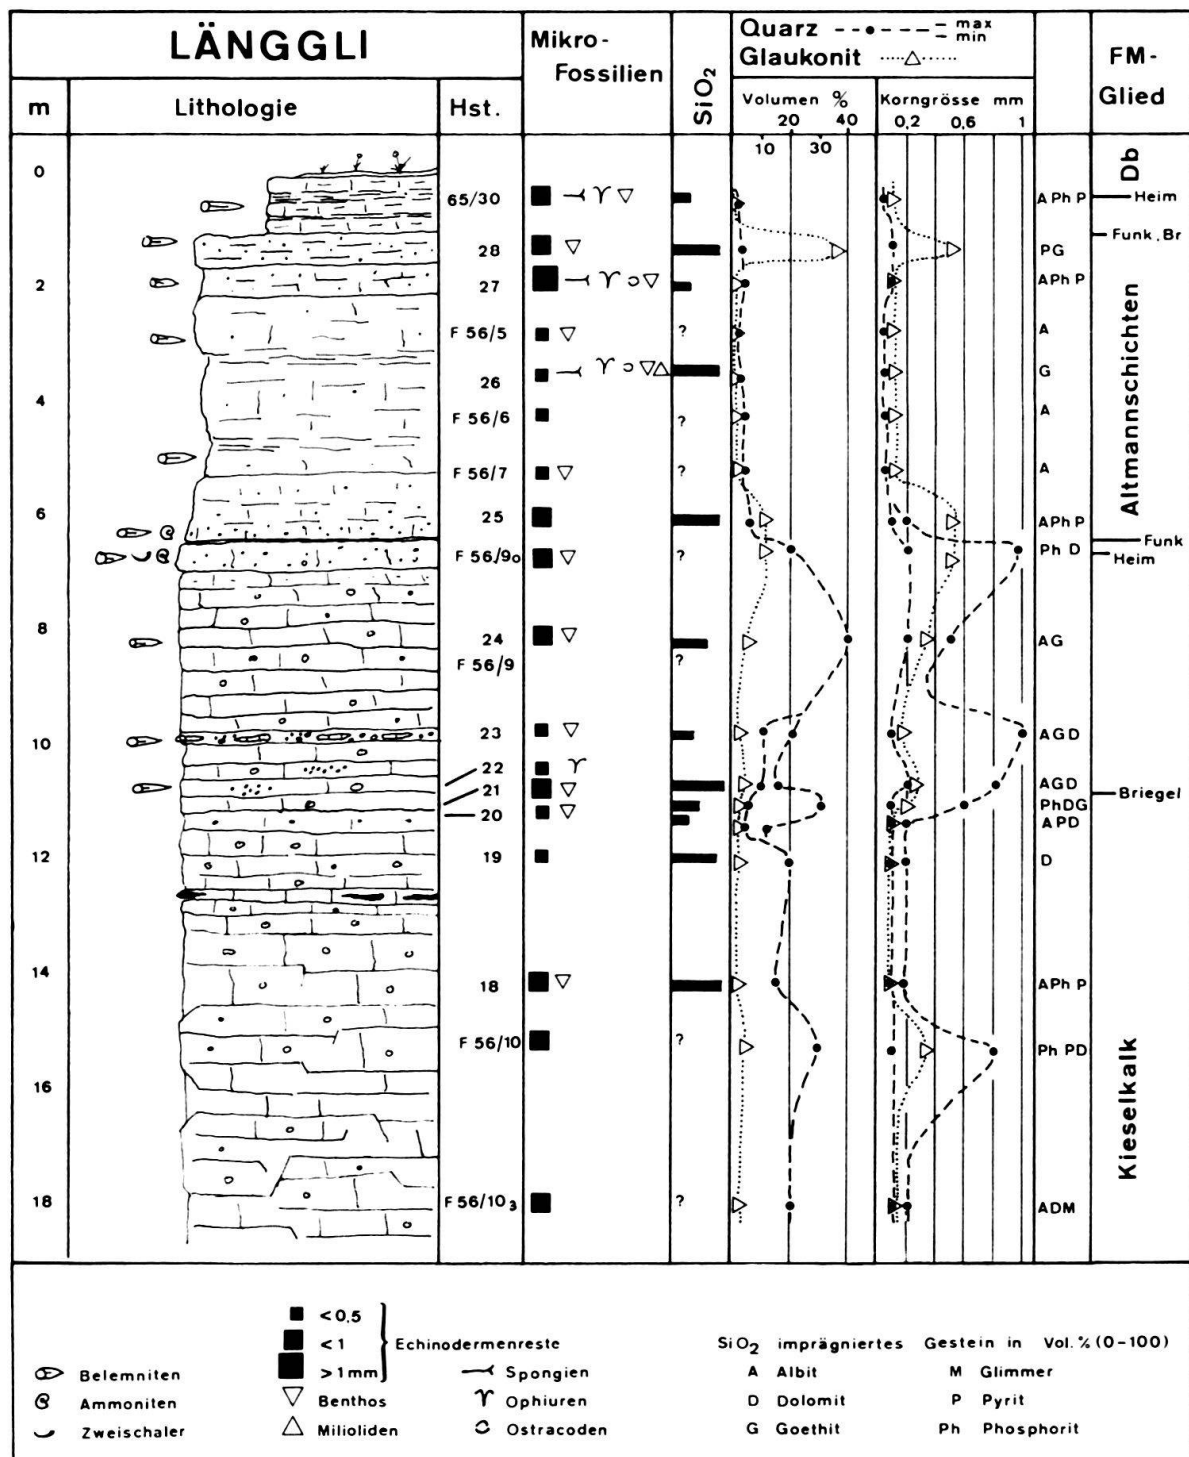 LÄNGGLI
Mikro-
Fossilien
SiO2
Quarz max
min
Glaukonit
FM-
Glied
m
Lithologie
Hst.
Volumen %
20 40
10 30
Korngrösse mm
0,2 0,6 1
0
65/30
A Ph P
Db
Heim
Funk, Br
28
PG
2
27
APh P
F 56/5
?
A
26
G
4
F 56/6
?
A
F 56/7
?
A
Altmannschichten
6
25
APh P
Funk
F 56/9o
?
Ph D
Heim
8
24
AG
F 56/9
?
23
AGD
10
22
21
AGD
Briegel
PhDG
20
A PD
12
19
D
14
18
APh P
F 56/10
?
Ph PD
16
Kieselkalk
18
F 56/10 3
?
ADM
<0,5
<1
>1mm
Echinodermenreste
SiO2 imprägniertes Gestein in Vol.% (0-100)
Belemniten
Spongien
A Albit
M Glimmer
Ammoniten
Benthos
Ophiuren
D Dolomit
P Pyrit
Zweischaler
Milioliden
Ostracoden
G Goethit
Ph Phosphorit